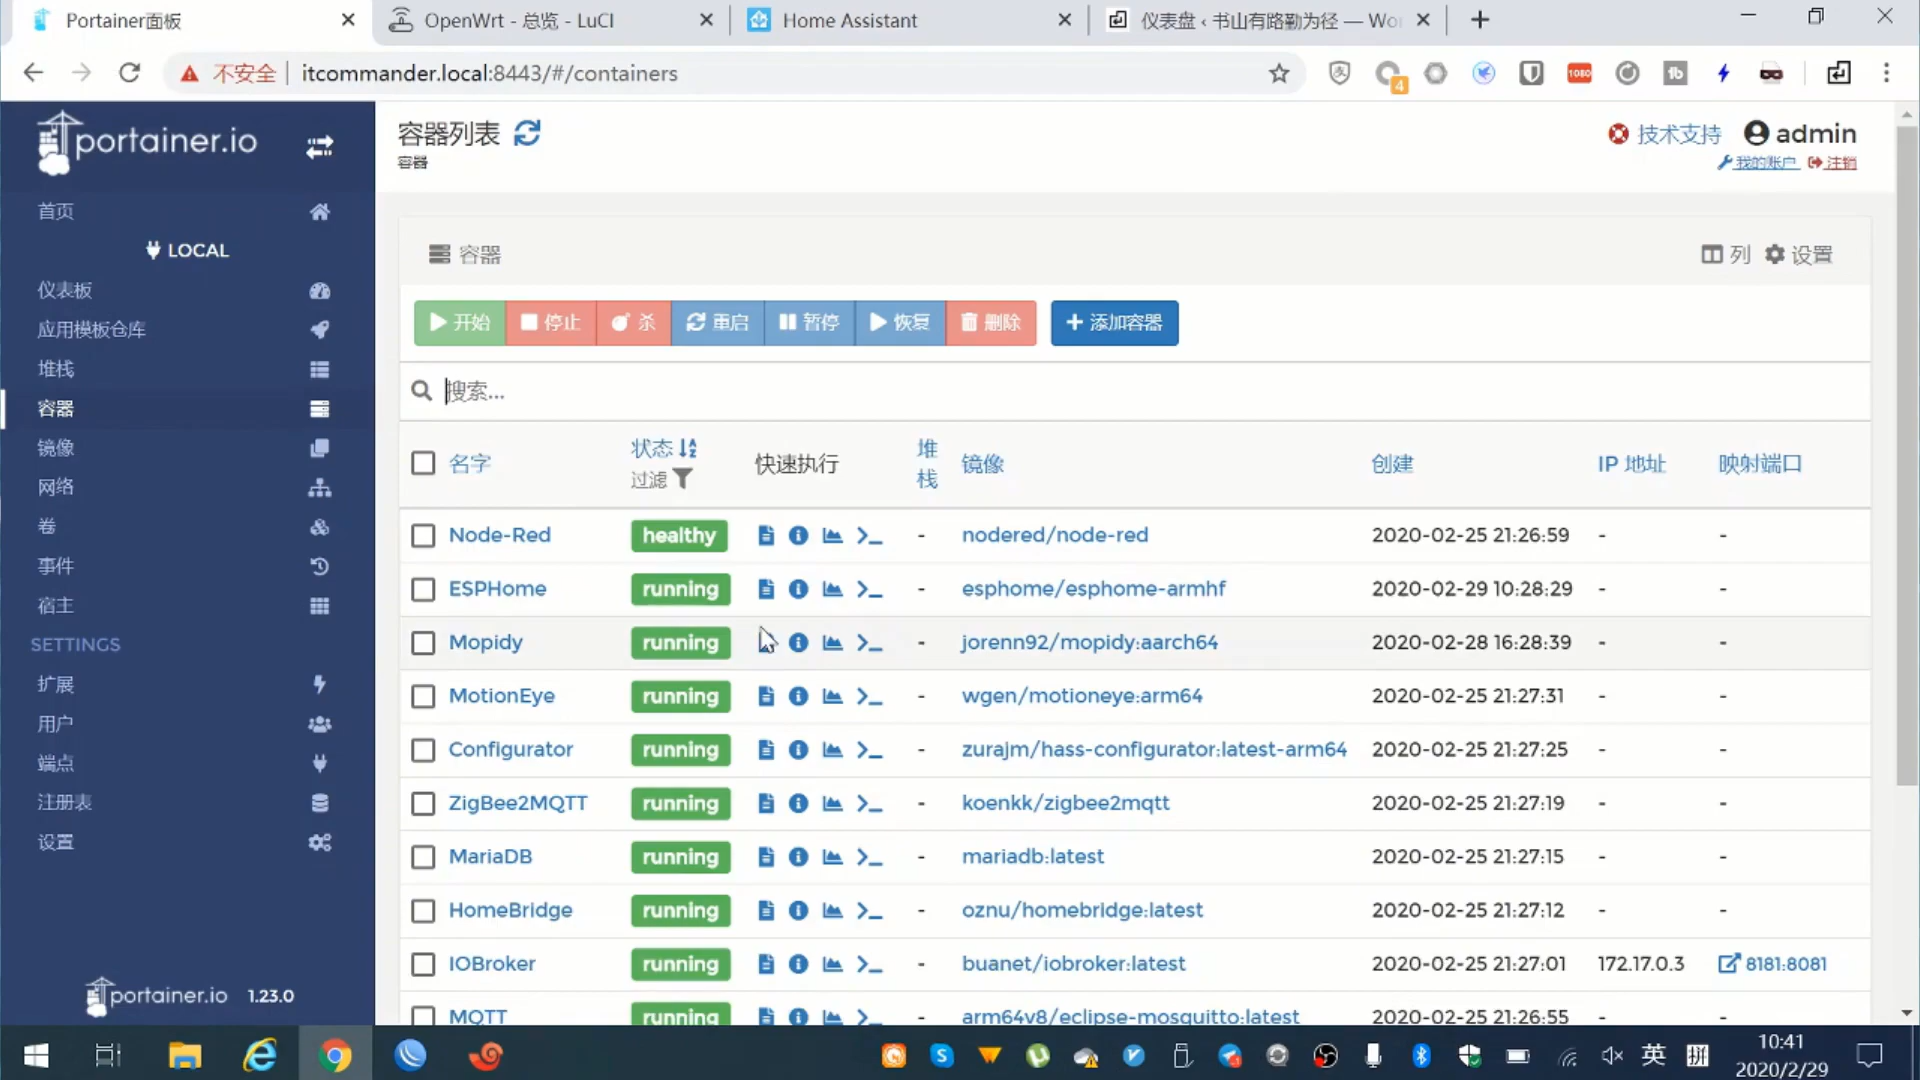 Portainer面板
OpenWrt - 总览 - LuCI
Home Assistant
仪表盘 ‹ 书山有路勤为径 — Wo
不安全
itcommander.local:8443/#/containers
4
1080
portainer.io
容器列表
容器
技术支持
admin
我的账户
注销
首页
LOCAL
仪表板
应用模板仓库
堆栈
容器
镜像
网络
卷
事件
宿主
SETTINGS
扩展
用户
端点
注册表
设置
portainer.io 1.23.0
容器
列
设置
开始
停止
杀
重启
暂停
恢复
删除
添加容器
搜索...
名字
状态
过滤
快速执行
堆栈
镜像
创建
IP 地址
映射端口
Node-Red healthy - nodered/node-red 2020-02-25 21:26:59 - -
ESPHome running - esphome/esphome-armhf 2020-02-29 10:28:29 - -
Mopidy running - jorenn92/mopidy:aarch64 2020-02-28 16:28:39 - -
MotionEye running - wgen/motioneye:arm64 2020-02-25 21:27:31 - -
Configurator running - zurajm/hass-configurator:latest-arm64 2020-02-25 21:27:25 - -
ZigBee2MQTT running - koenkk/zigbee2mqtt 2020-02-25 21:27:19 - -
MariaDB running - mariadb:latest 2020-02-25 21:27:15 - -
HomeBridge running - oznu/homebridge:latest 2020-02-25 21:27:12 - -
IOBroker running - buanet/iobroker:latest 2020-02-25 21:27:01 172.17.0.3 8181:8081
MQTT running - arm64v8/eclipse-mosquitto:latest 2020-02-25 21:26:55 - -
英
拼
10:41
2020/2/29